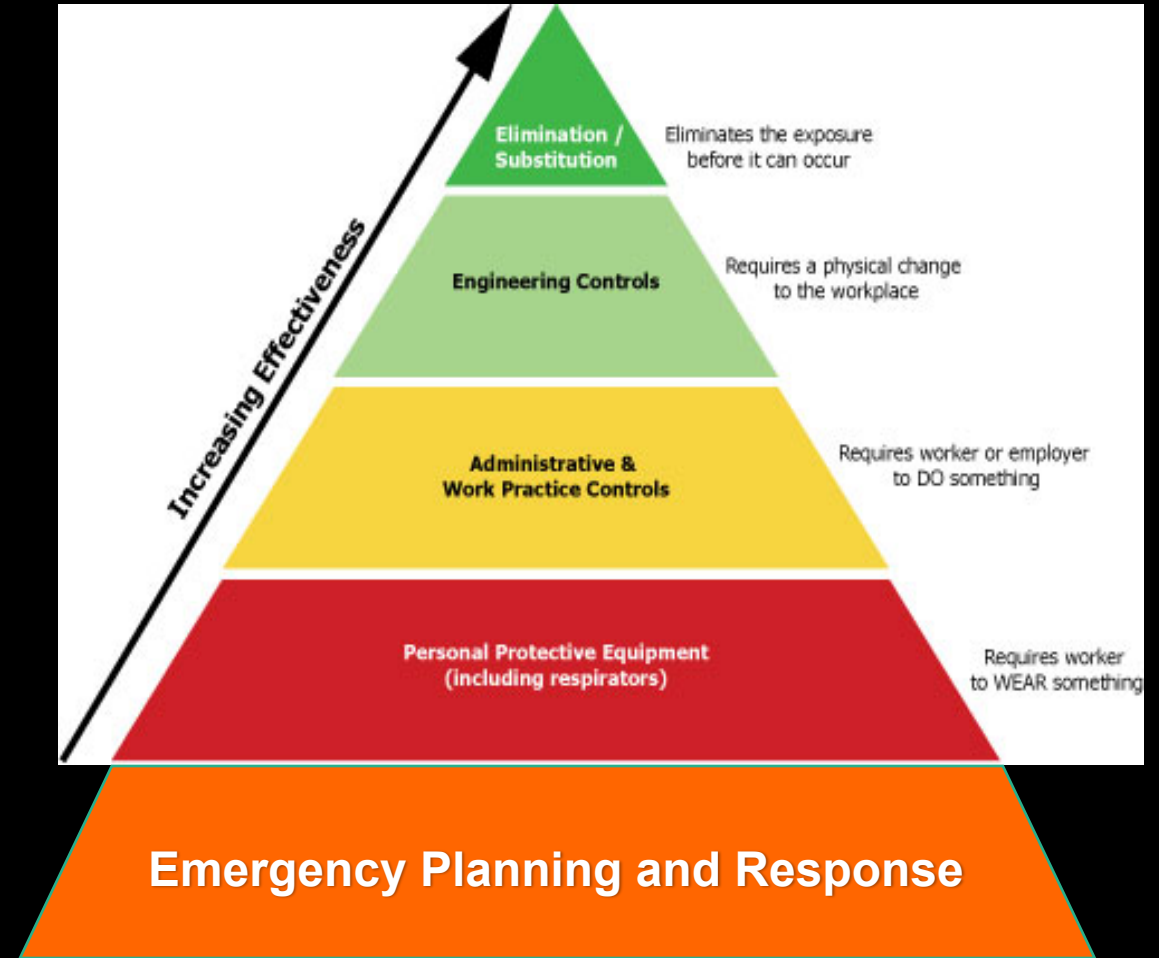 Elimination /
Substitution
Eliminates the exposure
before it can occur
Increasing Effectiveness
Engineering Controls
Requires a physical change
to the workplace
Administrative &
Work Practice Controls
Requires worker or employer
to DO something
Personal Protective Equipment
(including respirators)
Requires worker
to WEAR something
Emergency Planning and Response